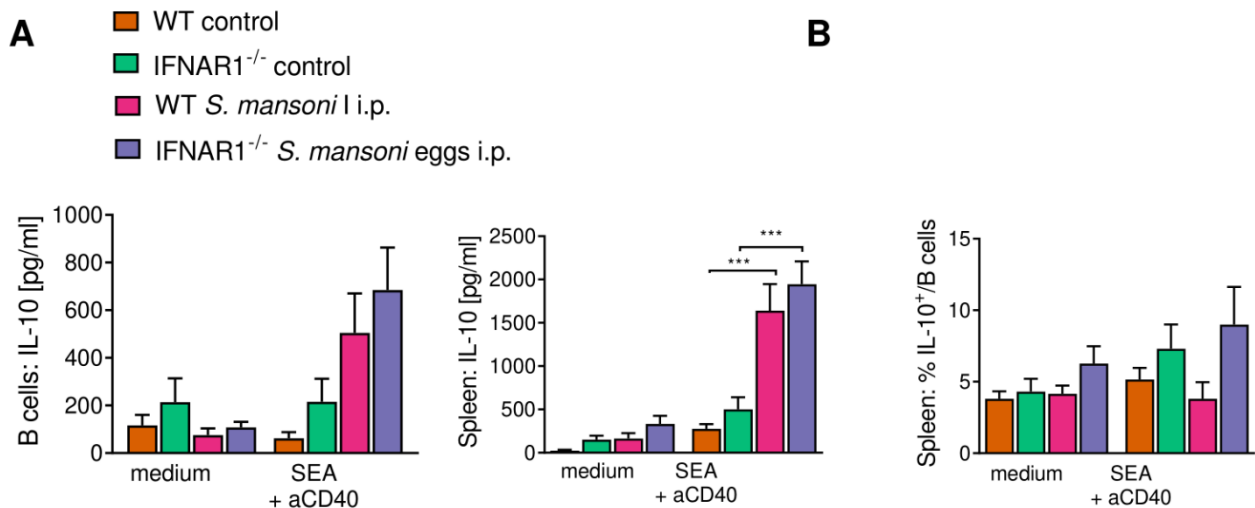 A
WT control
IFNAR1-/- control
WT S. mansoni l i.p.
IFNAR1-/- S. mansoni eggs i.p.
B cells: IL-10 [pg/ml]
1000
800
600
400
200
0
medium
SEA
+ aCD40
Spleen: IL-10 [pg/ml]
2500
2000
1500
1000
500
0
***
***
medium
SEA
+ aCD40
B
Spleen: % IL-10+/B cells
15
10
5
0
medium
SEA
+ aCD40